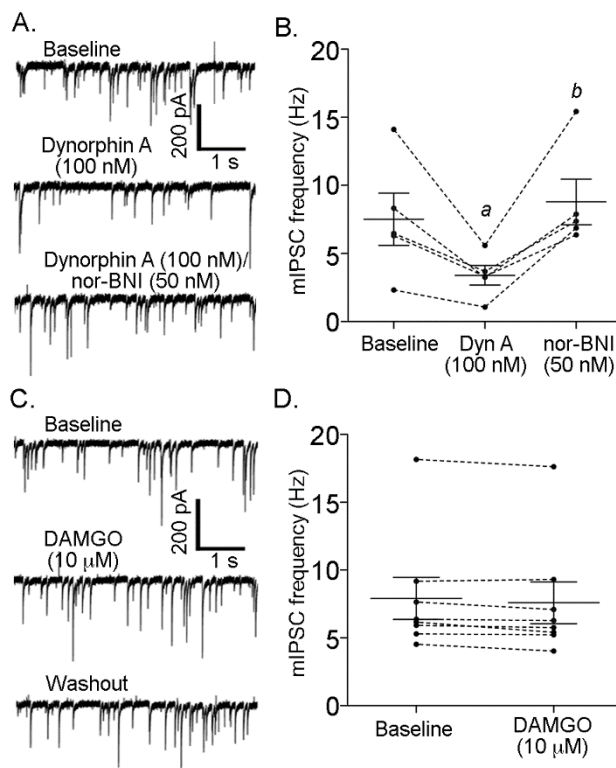 A.
Baseline
200 pA
1 s
Dynorphin A
(100 nM)
Dynorphin A (100 nM)/
nor-BNI (50 nM)
B.
mIPSC frequency (Hz)
20
15
10
5
0
a
b
Baseline
Dyn A
(100 nM)
nor-BNI
(50 nM)
C.
Baseline
200 pA
1 s
DAMGO
(10 μM)
Washout
D.
mIPSC frequency (Hz)
20
15
10
5
0
Baseline
DAMGO
(10 μM)